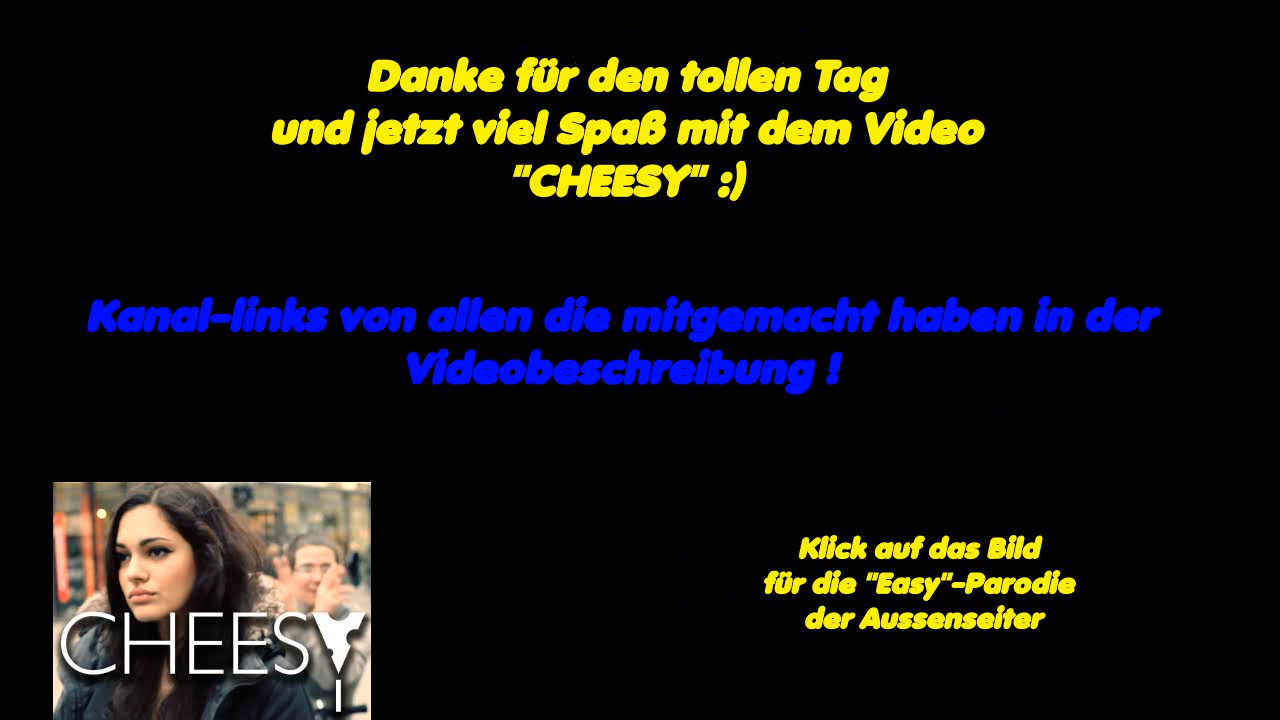 Danke für den tollen Tag
und jetzt viel Spaß mit dem Video
"CHEESY" :)
Kanal-links von allen die mitgemacht haben in der
Videobeschreibung !
Klick auf das Bild
für die "Easy"-Parodie
der Aussenseiter
CHEESY